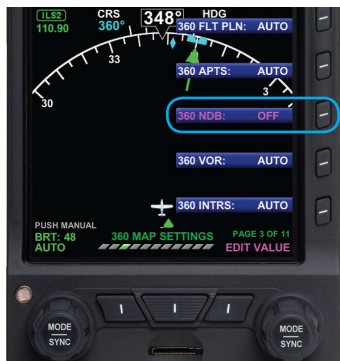 ILS2 CRS 348° HDG
110.90 360°
360 FLT PLN: AUTO
33
360 APTS: AUTO
3
30
360 NDB: OFF
360 VOR: AUTO
360 INTRS: AUTO
PUSH MANUAL
BRT: 48 360 MAP SETTINGS PAGE 3 OF 11
AUTO EDIT VALUE
MODE
SYNC
MODE
SYNC